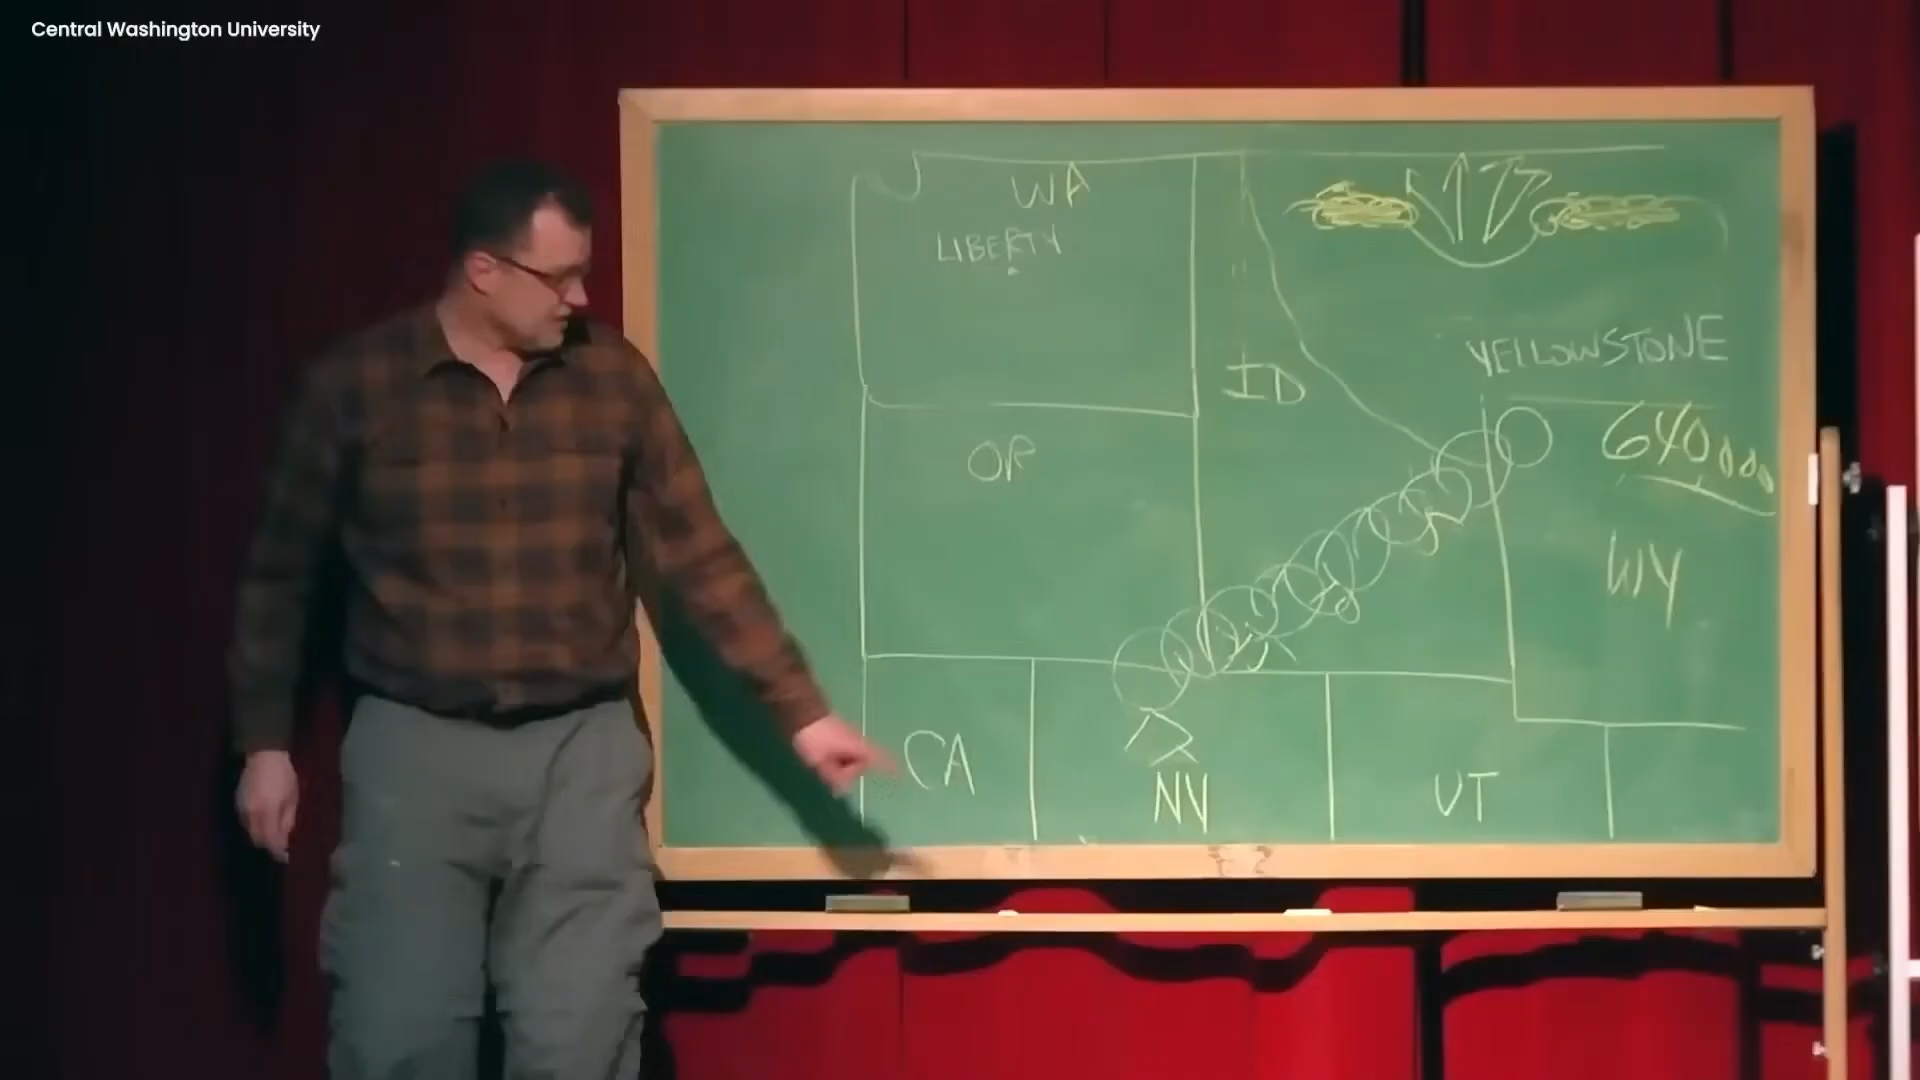 Central Washington University
WA
LIBERTY
YELLOWSTONE
ID
640,000
OR
WY
CA
NV
UT